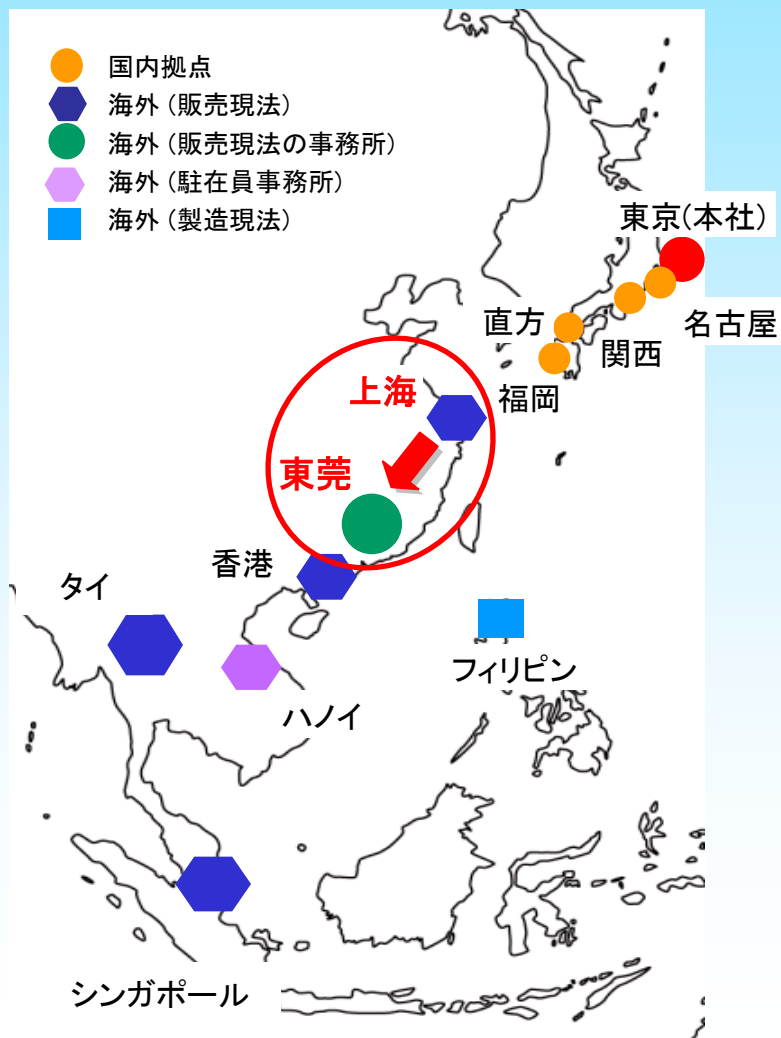 国内拠点
海外 (販売現法)
海外 (販売現法の事務所)
海外 (駐在員事務所)
海外 (製造現法)
東京(本社)
直方
名古屋
関西
上海
福岡
東莞
香港
タイ
フィリピン
ハノイ
シンガポール